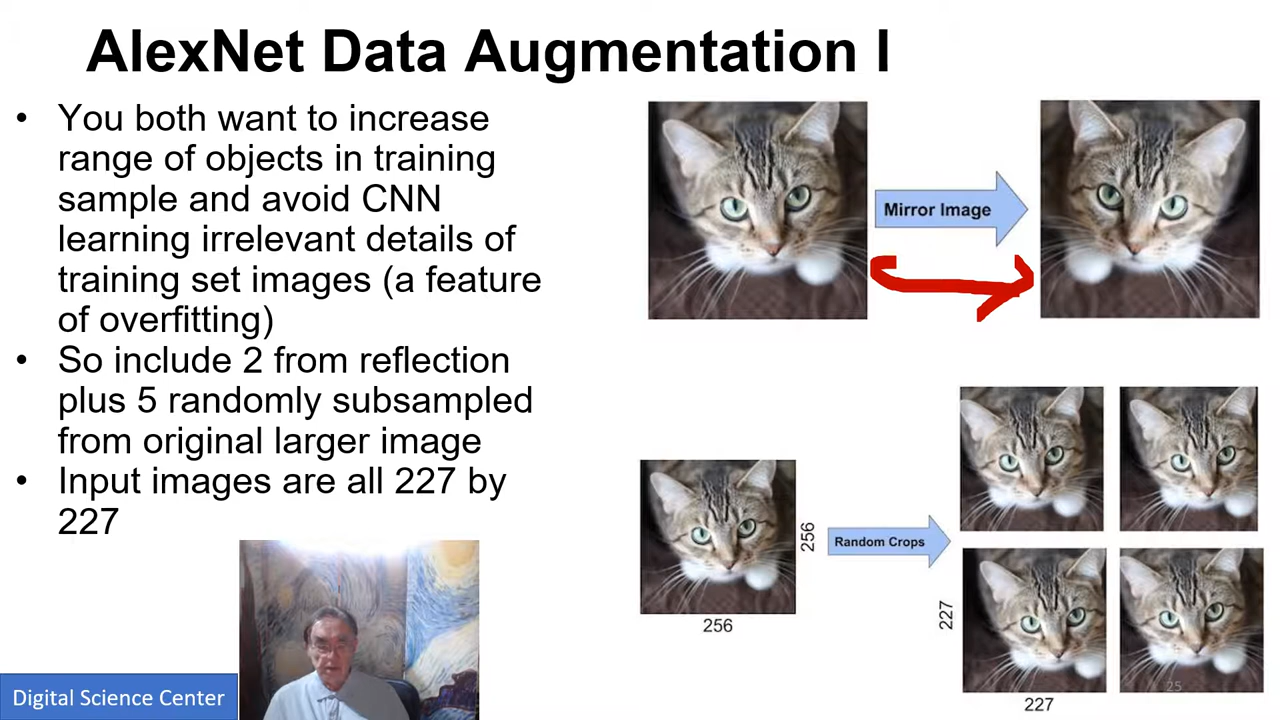 AlexNet Data Augmentation I
• You both want to increase
range of objects in training
sample and avoid CNN
learning irrelevant details of
training set images (a feature
of overfitting)
• So include 2 from reflection
plus 5 randomly subsampled
from original larger image
• Input images are all 227 by
227
Mirror Image
256
256
Random Crops
227
227
25
Digital Science Center